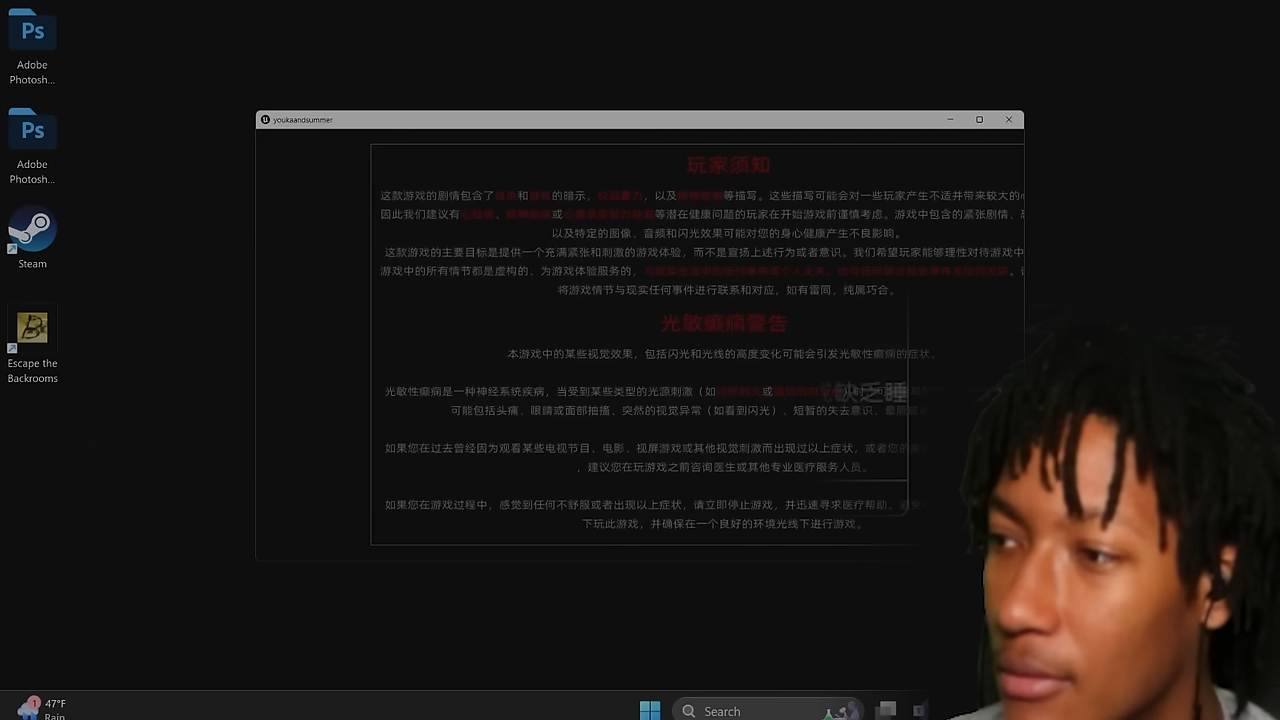 Adobe
Photosh...
Adobe
Photosh...
Steam
Escape the
Backrooms
youkaandsummer
玩家须知
这款游戏的剧情包含了和的暗示，校园暴力，以及等描写。这些描写可能会对一些玩家产生不适并带来较大的
因此我们建议有、或等潜在健康问题的玩家在开始游戏前谨慎考虑。游戏中包含的紧张剧情、
以及特定的图像、音频和闪光效果可能对您的身心健康产生不良影响。
这款游戏的主要目标是提供一个充满紧张和刺激的游戏体验，而不是宣扬上述行为或者意识。我们希望玩家能够理性对待游戏中
游戏中的所有情节都是虚构的、为游戏体验服务的，。
将游戏情节与现实任何事件进行联系和对应，如有雷同，纯属巧合。
光敏癫痫警告
本游戏中的某些视觉效果，包括闪光和光线的高度变化可能会引发光敏性癫痫的症状。
光敏性癫痫是一种神经系统疾病，当受到某些类型的光源刺激（如或
缺乏睡
可能包括头痛、眼睛或面部抽搐、突然的视觉异常（如看到闪光）、短暂的失去意识、
如果您在过去曾经因为观看某些电视节目、电影、视屏游戏或其他视觉刺激而出现过以上症状，或者您的
，建议您在玩游戏之前咨询医生或其他专业医疗服务人员。
如果您在游戏过程中，感觉到任何不舒服或者出现以上症状，请立即停止游戏，并迅速寻求医疗帮助。
下玩此游戏，并确保在一个良好的环境光线下进行游戏。
1
47°F
Rain
Search